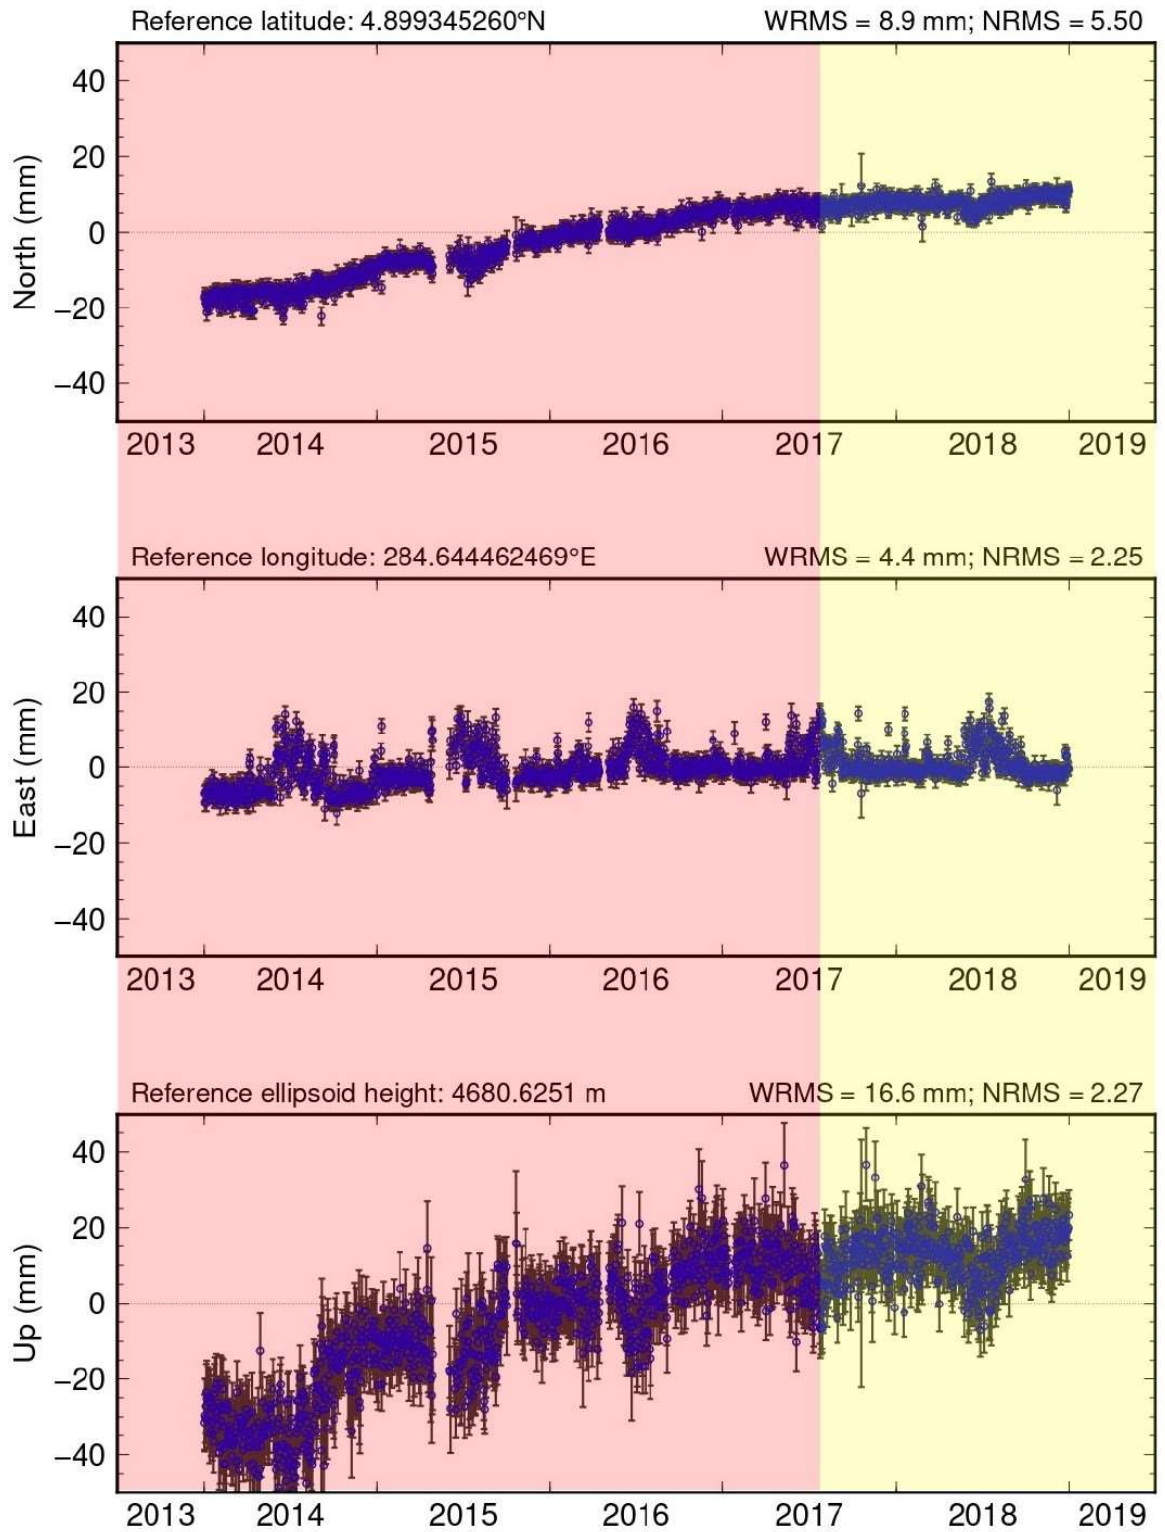 Reference latitude: 4.899345260°N WRMS = 8.9 mm; NRMS = 5.50
North (mm)
40
20
0
−20
−40
2013 2014 2015 2016 2017 2018 2019
Reference longitude: 284.644462469°E WRMS = 4.4 mm; NRMS = 2.25
East (mm)
40
20
0
−20
−40
2013 2014 2015 2016 2017 2018 2019
Reference ellipsoid height: 4680.6251 m WRMS = 16.6 mm; NRMS = 2.27
Up (mm)
40
20
0
−20
−40
2013 2014 2015 2016 2017 2018 2019